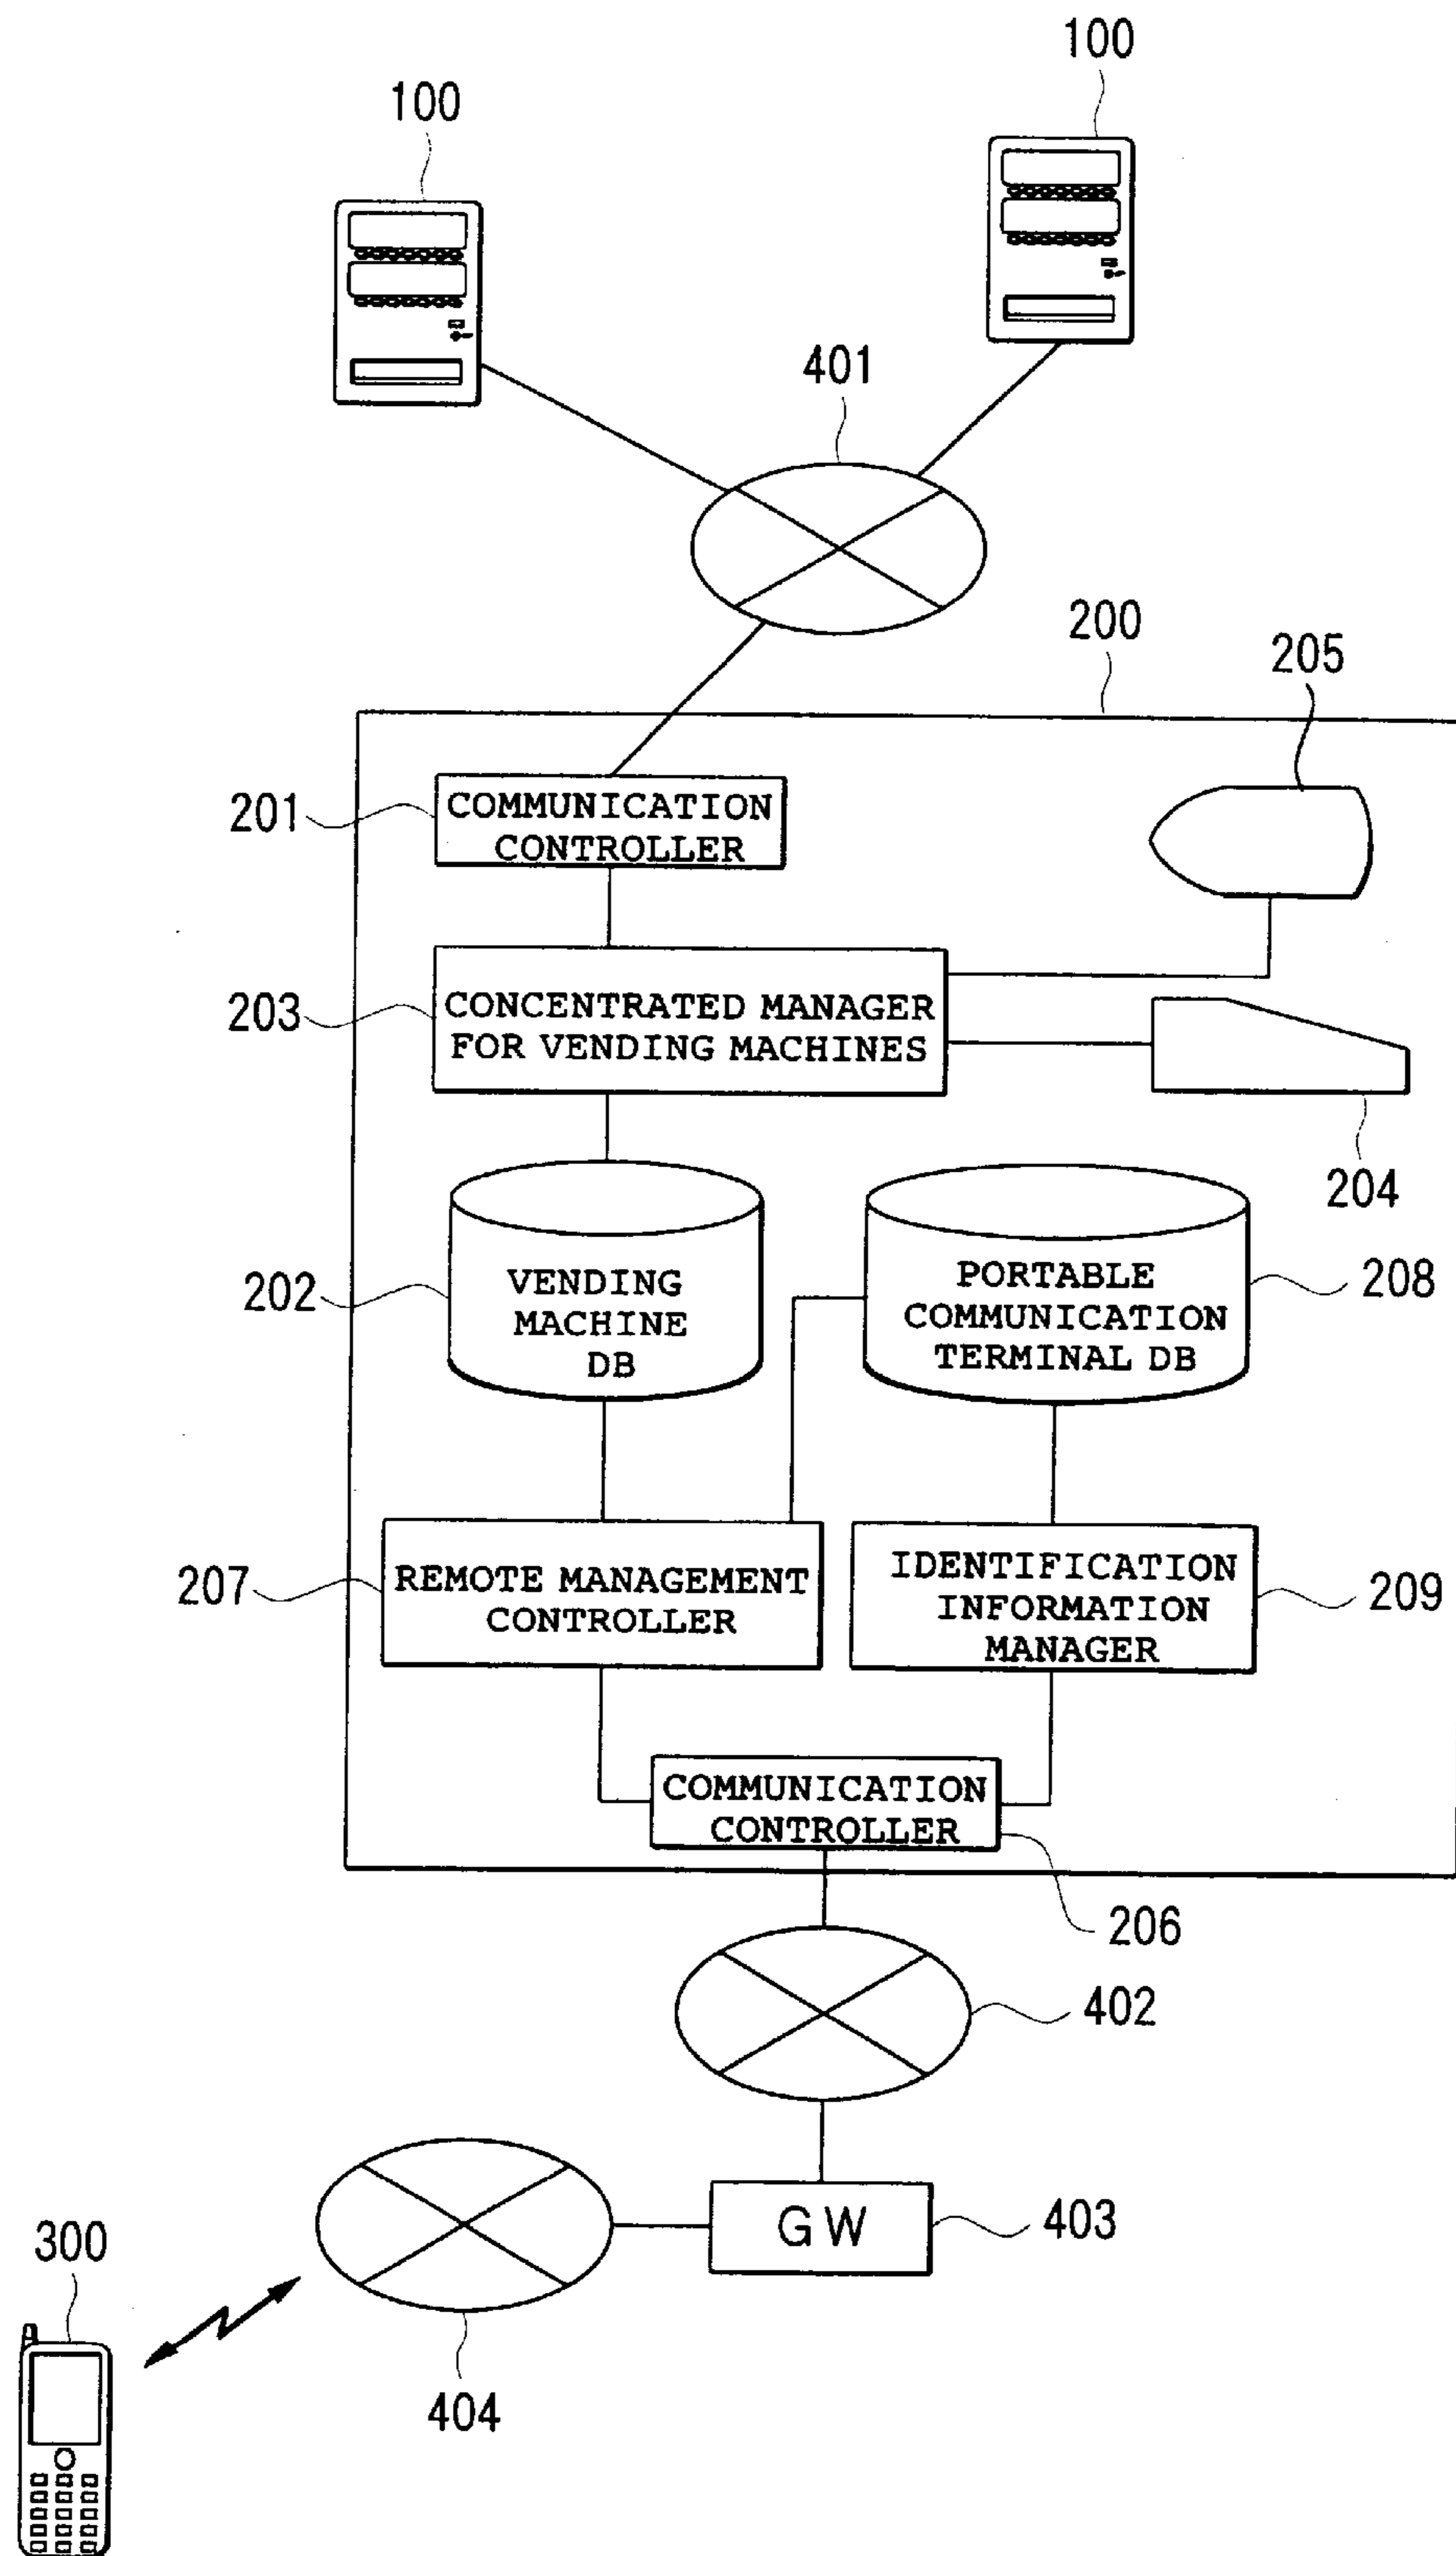 100
100
401
200
205
201
COMMUNICATION
CONTROLLER
203
CONCENTRATED MANAGER
FOR VENDING MACHINES
204
202
VENDING
MACHINE
DB
PORTABLE
COMMUNICATION
TERMINAL DB
208
207
REMOTE MANAGEMENT
CONTROLLER
IDENTIFICATION
INFORMATION
MANAGER
209
COMMUNICATION
CONTROLLER
206
402
GW
403
300
404